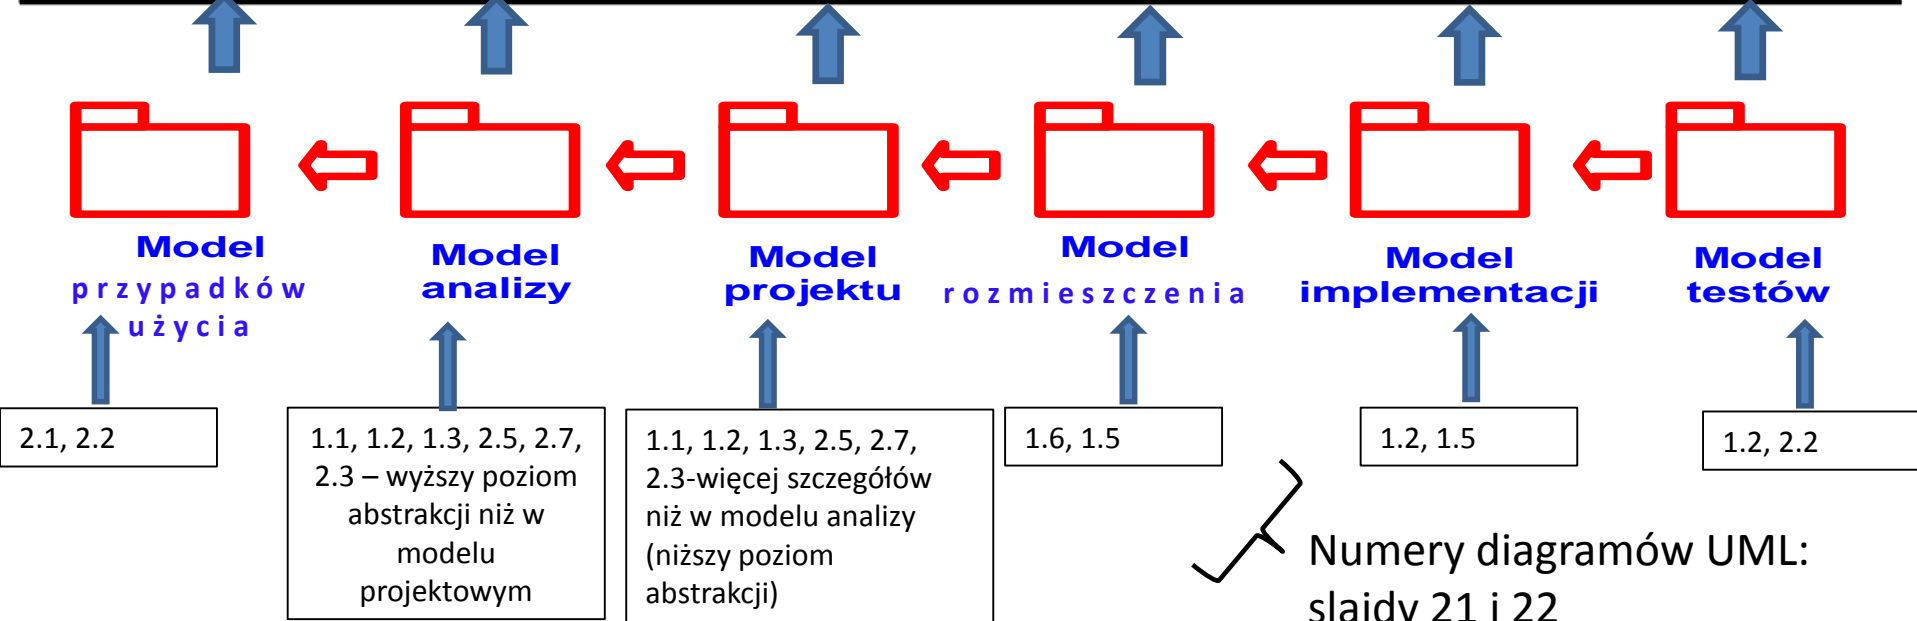 Model
przypadków
użycia
Model
analizy
Model
projektu
Model
rozmieszczenia
Model
implementacji
Model
testów
2.1, 2.2
1.1, 1.2, 1.3, 2.5, 2.7,
2.3 – wyższy poziom
abstrakcji niż w
modelu
projektowym
1.1, 1.2, 1.3, 2.5, 2.7,
2.3-więcej szczegółów
niż w modelu analizy
(niższy poziom
abstrakcji)
1.6, 1.5
1.2, 1.5
1.2, 2.2
Numery diagramów UML:
slajdy 21 i 22